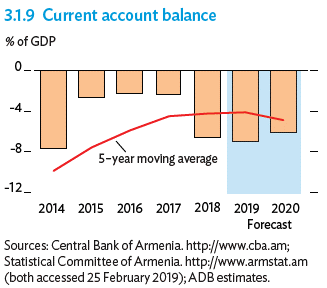 3.1.9 Current account balance
% of GDP
0
-4
-8
-12
5-year moving average
2014 2015 2016 2017 2018 2019 2020
Forecast
Sources: Central Bank of Armenia. http://www.cba.am;
Statistical Committee of Armenia. http://www.armstat.am
(both accessed 25 February 2019); ADB estimates.